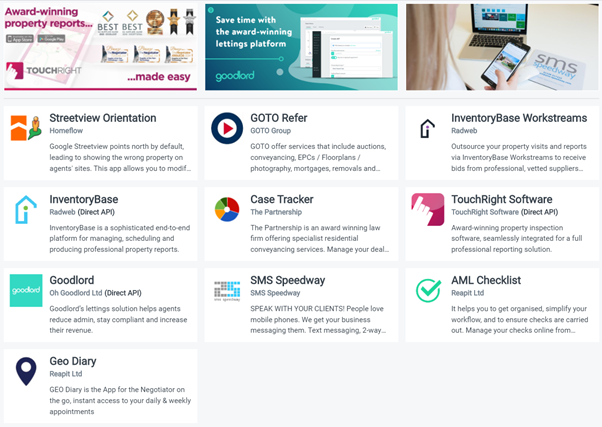 Award-winning
property reports...
App Store
Google Play
BEST
BEST
TOUCHRIGHT
...made easy
Save time with
the award-winning
lettings platform
goodlord
sms
speedway
Streetview Orientation
Homeflow
Google Streetview points north by default,
leading to showing the wrong property on
agents' sites. This app allows you to modif...
GOTO Refer
GOTO Group
GOTO offer services that include auctions,
conveyancing, EPCs / Floorplans /
photography, mortgages, removals and...
InventoryBase Workstreams
Radweb
Outsource your property visits and reports
via InventoryBase Workstreams to receive
bids from professional, vetted suppliers...
InventoryBase
Radweb (Direct API)
InventoryBase is a sophisticated end-to-end
platform for managing, scheduling and
producing professional property reports.
Case Tracker
The Partnership
The Partnership is an award winning law
firm offering specialist residential
conveyancing services. Manage your deal...
TouchRight Software
TouchRight Software (Direct API)
Award-winning property inspection
software, seamlessly integrated for a full
professional reporting solution.
goodlord
Goodlord
Oh Goodlord Ltd (Direct API)
Goodlord's lettings solution helps agents
reduce admin, stay compliant and increase
their revenue.
sms speedway
SMS Speedway
SMS Speedway
SPEAK WITH YOUR CLIENTS! People love
mobile phones. We get your business
messaging them. Text messaging, 2-way...
AML Checklist
Reapit Ltd
It helps you to get organised, simplify your
workflow, and to ensure checks are carried
out. Manage your checks online from...
Geo Diary
Reapit Ltd
GEO Diary is the App for the Negotiator on
the go, instant access to your daily & weekly
appointments